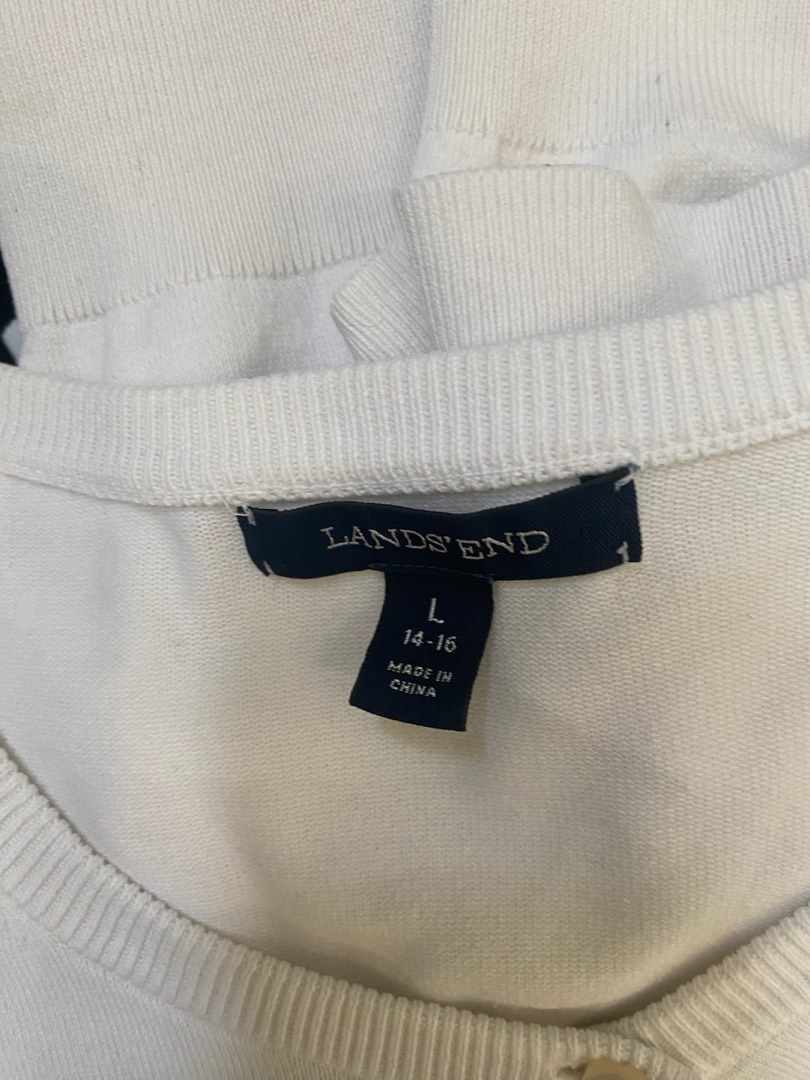 LANDS' END
L
14-16
MADE IN
CHINA